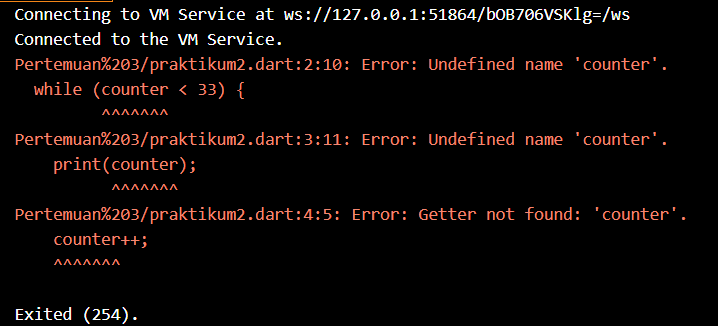 Connecting to VM Service at ws://127.0.0.1:51864/bOB706VSKlg=/ws
Connected to the VM Service.
Pertemuan%203/praktikum2.dart:2:10: Error: Undefined name 'counter'.
  while (counter < 33) {
         ^^^^^^^
Pertemuan%203/praktikum2.dart:3:11: Error: Undefined name 'counter'.
    print(counter);
          ^^^^^^^
Pertemuan%203/praktikum2.dart:4:5: Error: Getter not found: 'counter'.
    counter++;
    ^^^^^^^
Exited (254).